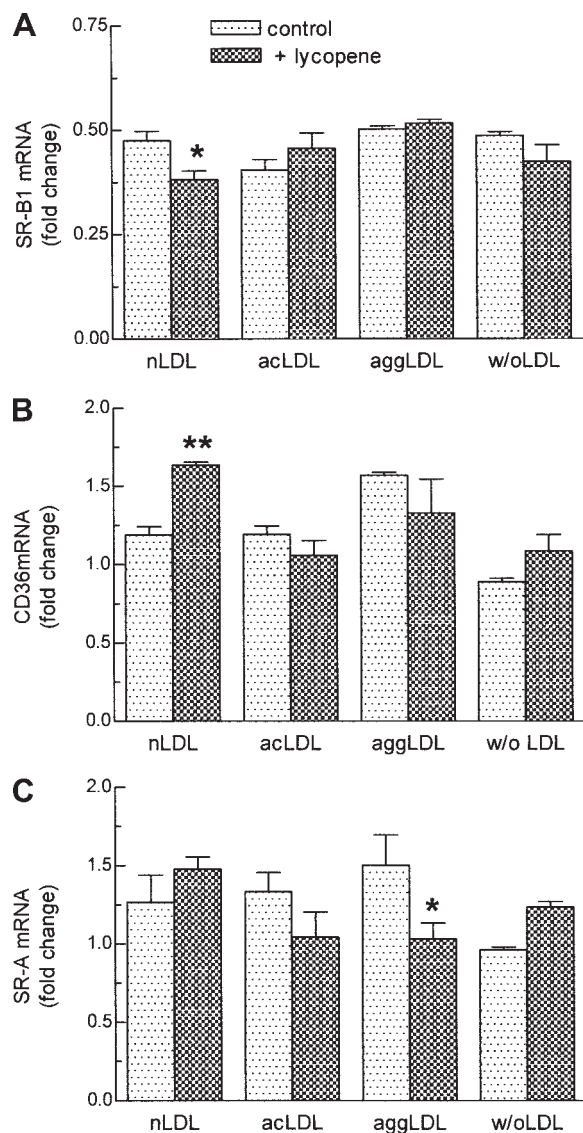 A
control
+ lycopene
SR-B1 mRNA
(fold change)
0.75
0.50
0.25
0.00
*
nLDL acLDL aggLDL w/oLDL
B
CD36mRNA
(fold change)
2.0
1.5
1.0
0.5
0.0
**
nLDL acLDL aggLDL w/o LDL
C
SR-A mRNA
(fold change)
2.0
1.5
1.0
0.5
0.0
*
nLDL acLDL aggLDL w/oLDL